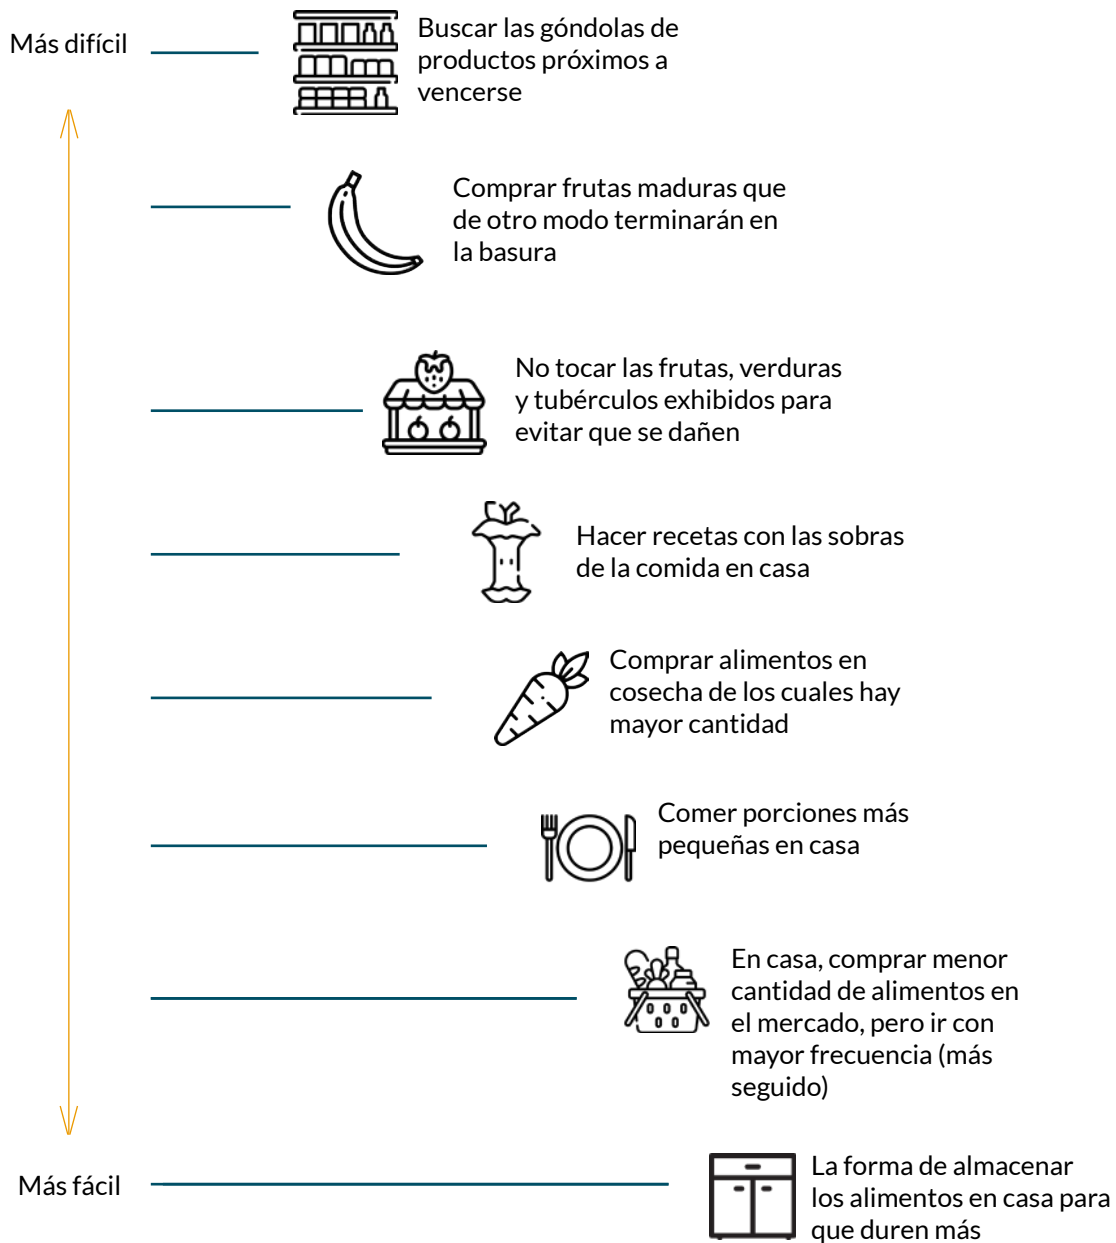 Más difícil
Buscar las góndolas de
productos próximos a
vencerse
Comprar frutas maduras que
de otro modo terminarán en
la basura
No tocar las frutas, verduras
y tubérculos exhibidos para
evitar que se dañen
Hacer recetas con las sobras
de la comida en casa
Comprar alimentos en
cosecha de los cuales hay
mayor cantidad
Comer porciones más
pequeñas en casa
En casa, comprar menor
cantidad de alimentos en
el mercado, pero ir con
mayor frecuencia (más
seguido)
Más fácil
La forma de almacenar
los alimentos en casa para
que duren más